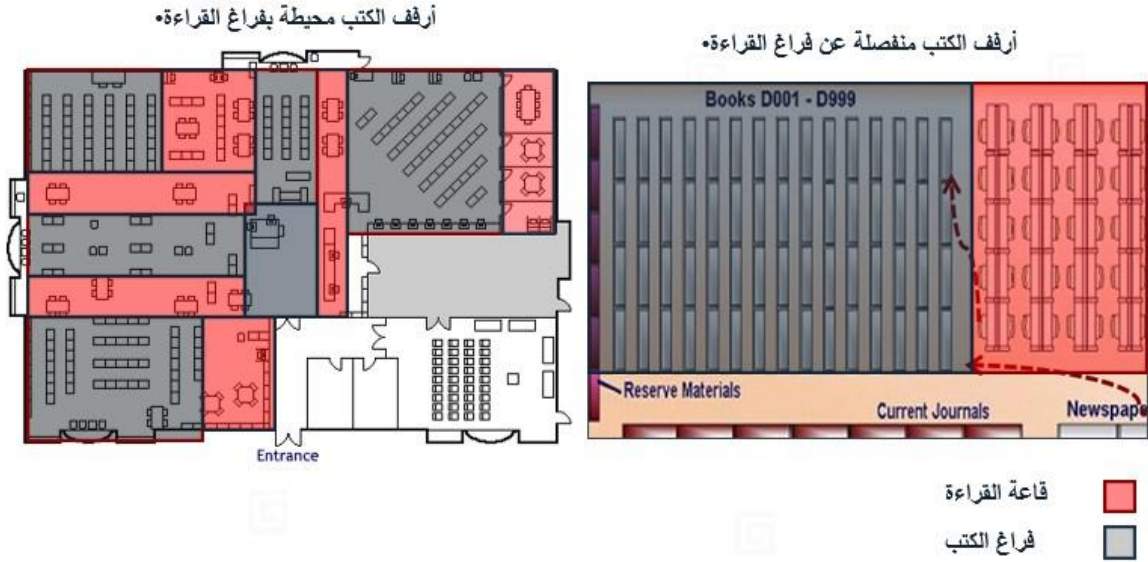 أرفف الكتب محيطة بفراغ القراءة•
أرفف الكتب منفصلة عن فراغ القراءة•
Books D001 - D999
Reserve Materials
Current Journals
Newspape
Entrance
قاعة القراءة
فراغ الكتب